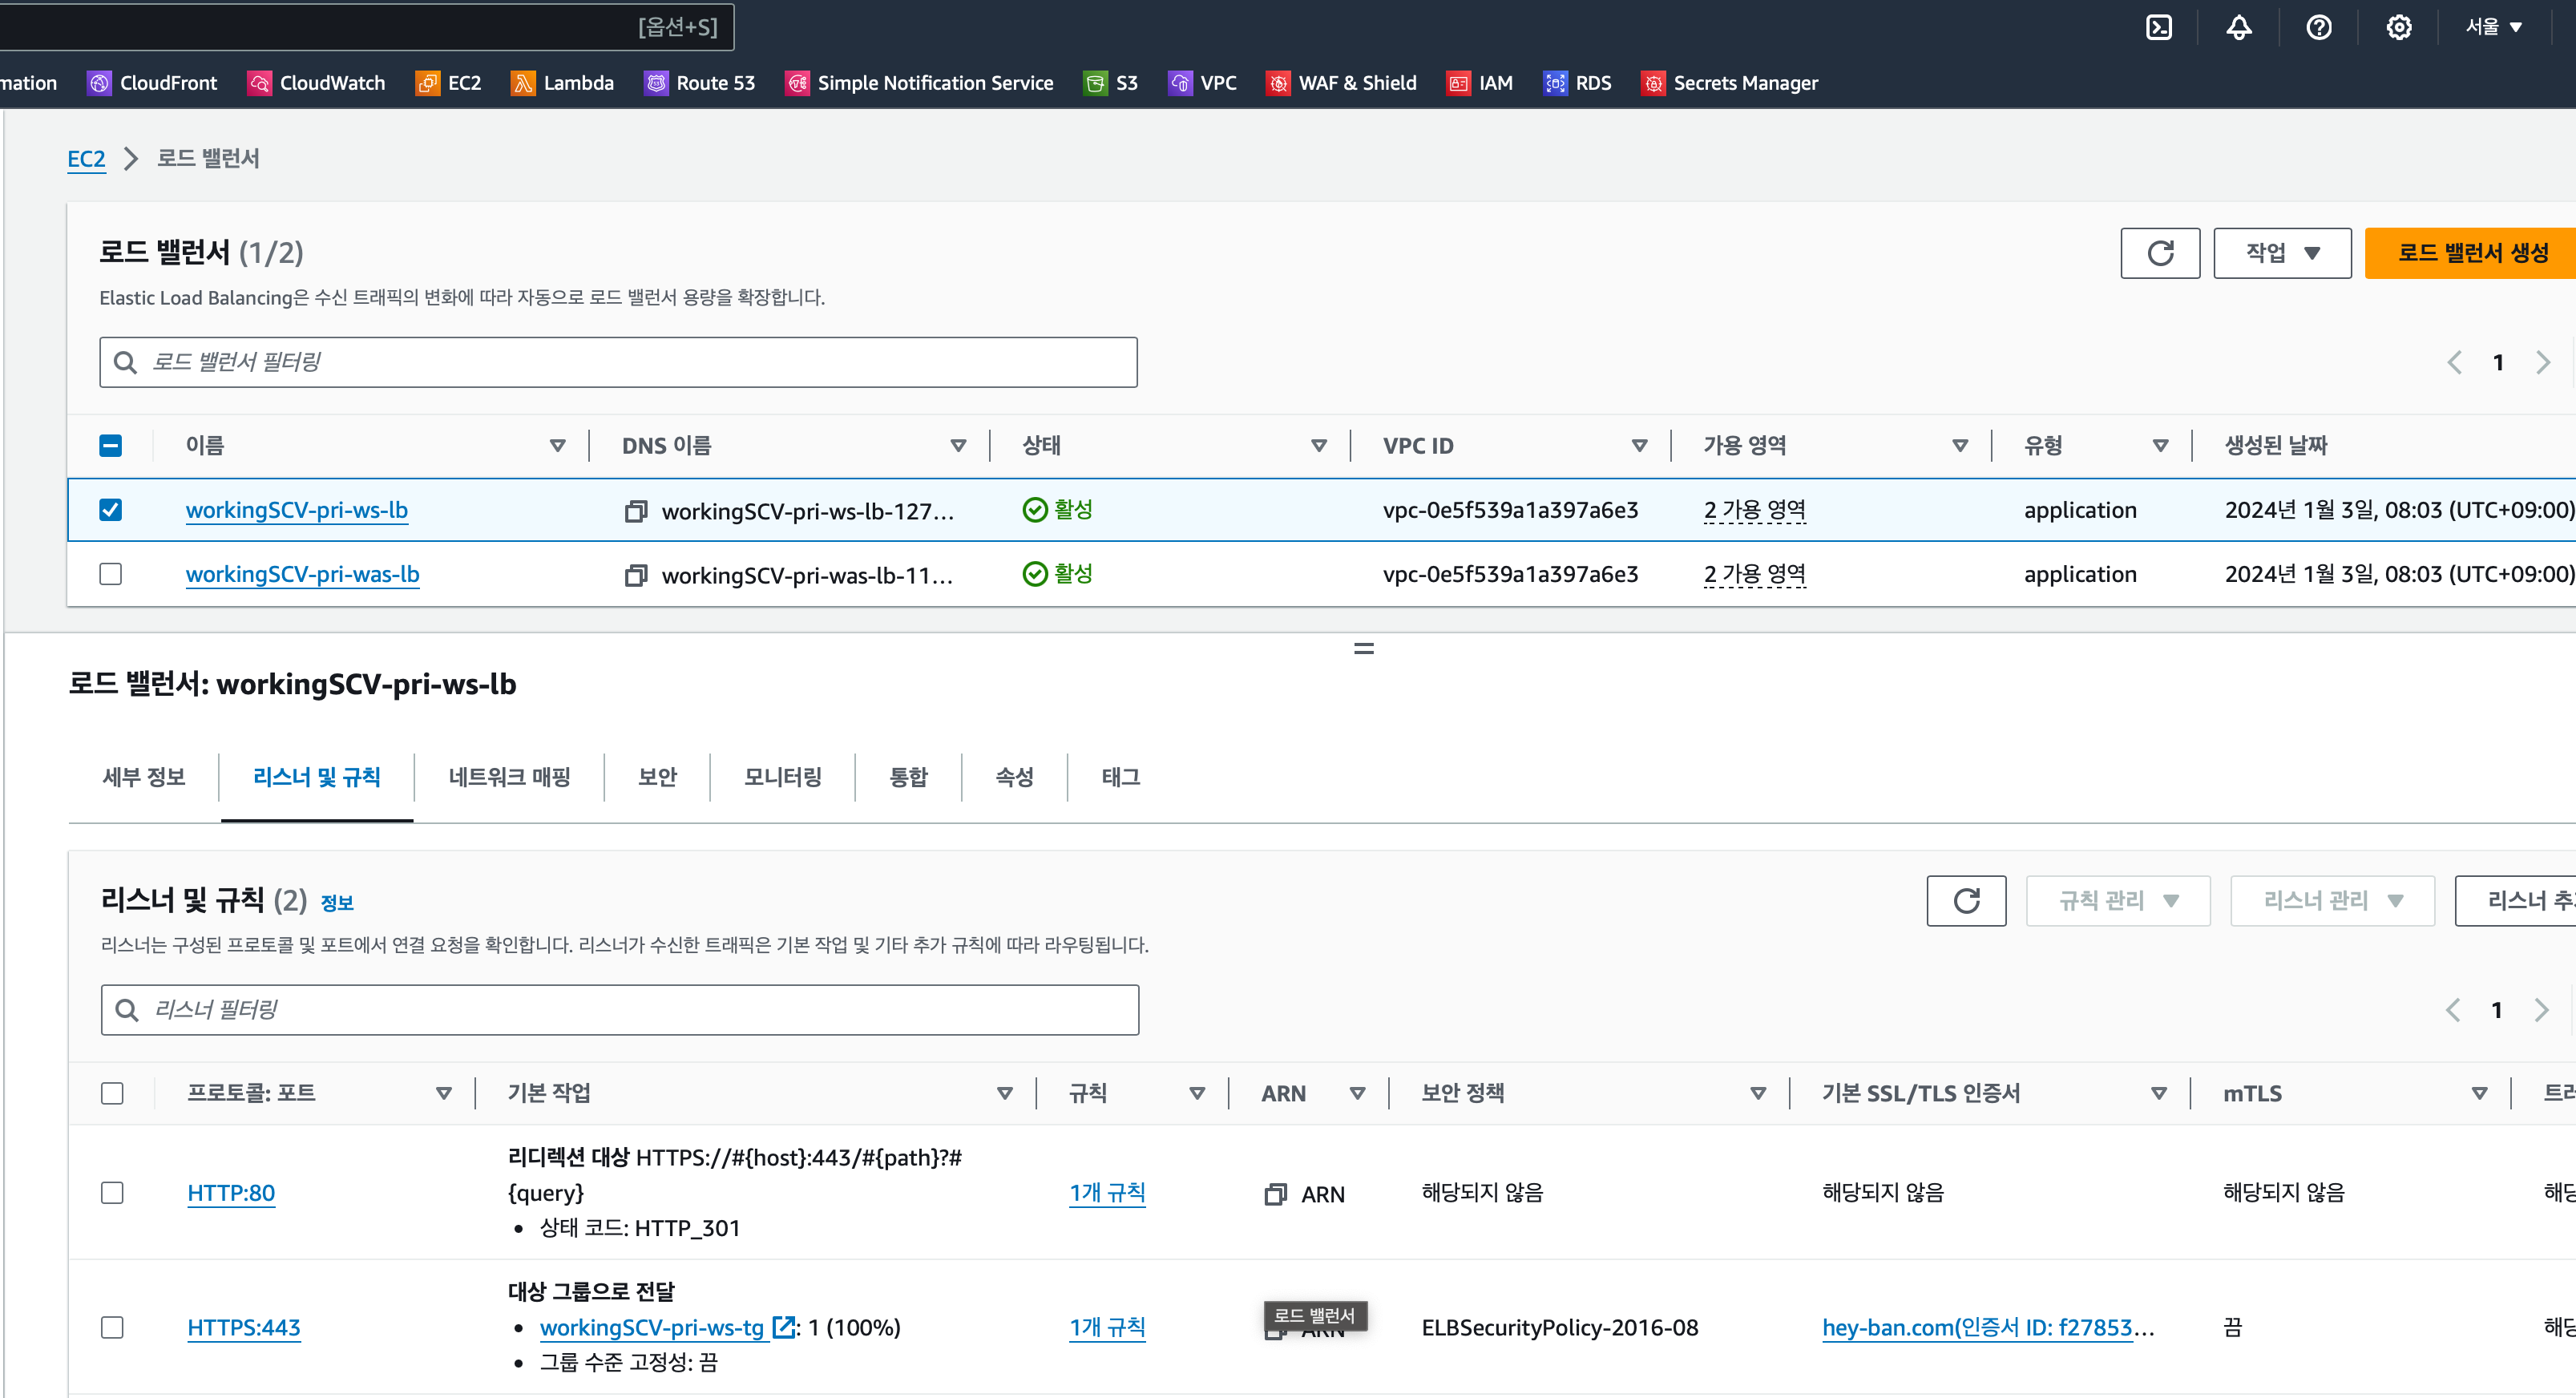 [옵션+S]
서울
mation CloudFront CloudWatch EC2 Lambda Route 53 Simple Notification Service S3 VPC WAF & Shield IAM RDS Secrets Manager
EC2 로드 밸런서
로드 밸런서 (1/2)
작업
로드 밸런서 생성
Elastic Load Balancing은 수신 트래픽의 변화에 따라 자동으로 로드 밸런서 용량을 확장합니다.
로드 밸런서 필터링
1
이름 DNS 이름 상태 VPC ID 가용 영역 유형 생성된 날짜
workingSCV-pri-ws-lb workingSCV-pri-ws-lb-127... 활성 vpc-0e5f539a1a397a6e3 2 가용 영역 application 2024년 1월 3일, 08:03 (UTC+09:00)
workingSCV-pri-was-lb workingSCV-pri-was-lb-11... 활성 vpc-0e5f539a1a397a6e3 2 가용 영역 application 2024년 1월 3일, 08:03 (UTC+09:00)
로드 밸런서: workingSCV-pri-ws-lb
세부 정보 리스너 및 규칙 네트워크 매핑 보안 모니터링 통합 속성 태그
리스너 및 규칙 (2) 정보
규칙 관리
리스너 관리
리스너
리스너는 구성된 프로토콜 및 포트에서 연결 요청을 확인합니다. 리스너가 수신한 트래픽은 기본 작업 및 기타 추가 규칙에 따라 라우팅됩니다.
리스너 필터링
1
프로토콜: 포트 기본 작업 규칙 ARN 보안 정책 기본 SSL/TLS 인증서 mTLS
리디렉션 대상 HTTPS://#{host}:443/#{path}?#
HTTP:80 {query} 1개 규칙 ARN 해당되지 않음 해당되지 않음 해당되지 않음
• 상태 코드: HTTP_301
대상 그룹으로 전달
로드 밸런서
HTTPS:443 • workingSCV-pri-ws-tg : 1 (100%) 1개 규칙 ARN ELBSecurityPolicy-2016-08 hey-ban.com(인증서 ID: f27853... 끔
• 그룹 수준 고정성: 끔